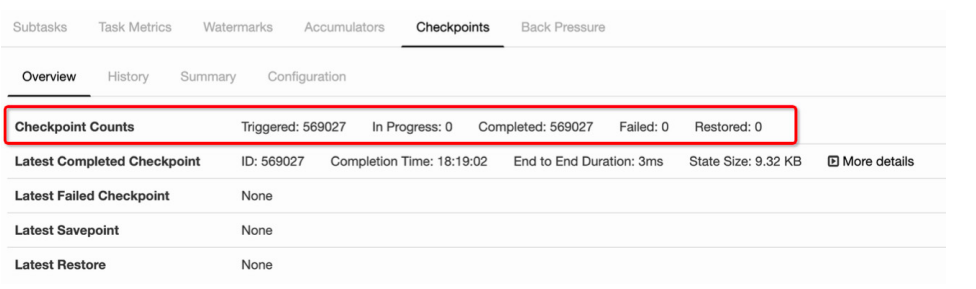 Subtasks Task Metrics Watermarks Accumulators Checkpoints Back Pressure
Overview History Summary Configuration
Checkpoint Counts Triggered: 569027 In Progress: 0 Completed: 569027 Failed: 0 Restored: 0
Latest Completed Checkpoint ID: 569027 Completion Time: 18:19:02 End to End Duration: 3ms State Size: 9.32 KB More details
Latest Failed Checkpoint None
Latest Savepoint None
Latest Restore None